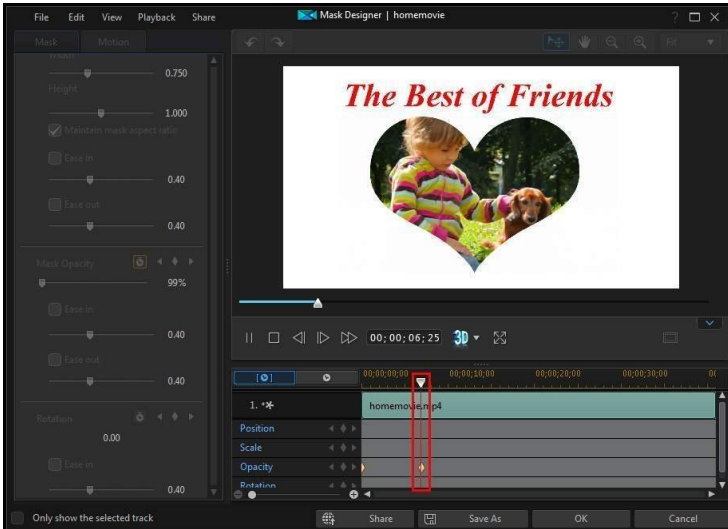 File Edit View Playback Share
Mask Designer | homemovie
? 
Mask Motion
Width
0.750
Height
1.000
Maintain mask aspect ratio
Ease in
0.40
Ease out
0.40
Mask Opacity
99%
Ease in
0.40
Ease out
0.40
Rotation
0.00
Ease in
0.40
Fit
The Best of Friends
00;00;06;25 3D
00;00;00;00 00;00;10;00 00;00;20;00 00;00;30;00 0(
1. homemovie.mp4
Position
Scale
Opacity
Rotation
Only show the selected track Share Save As OK Cancel